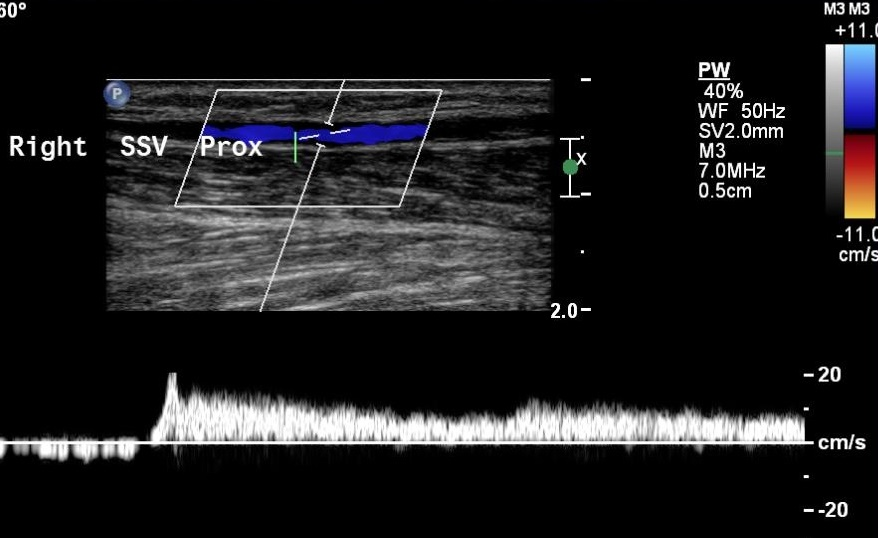 60°
M3 M3
+11.0
P
PW
40%
WF 50Hz
SV2.0mm
M3
7.0MHz
0.5cm
Right SSV Prox
x
-11.0
cm/s
2.0
20
cm/s
-20